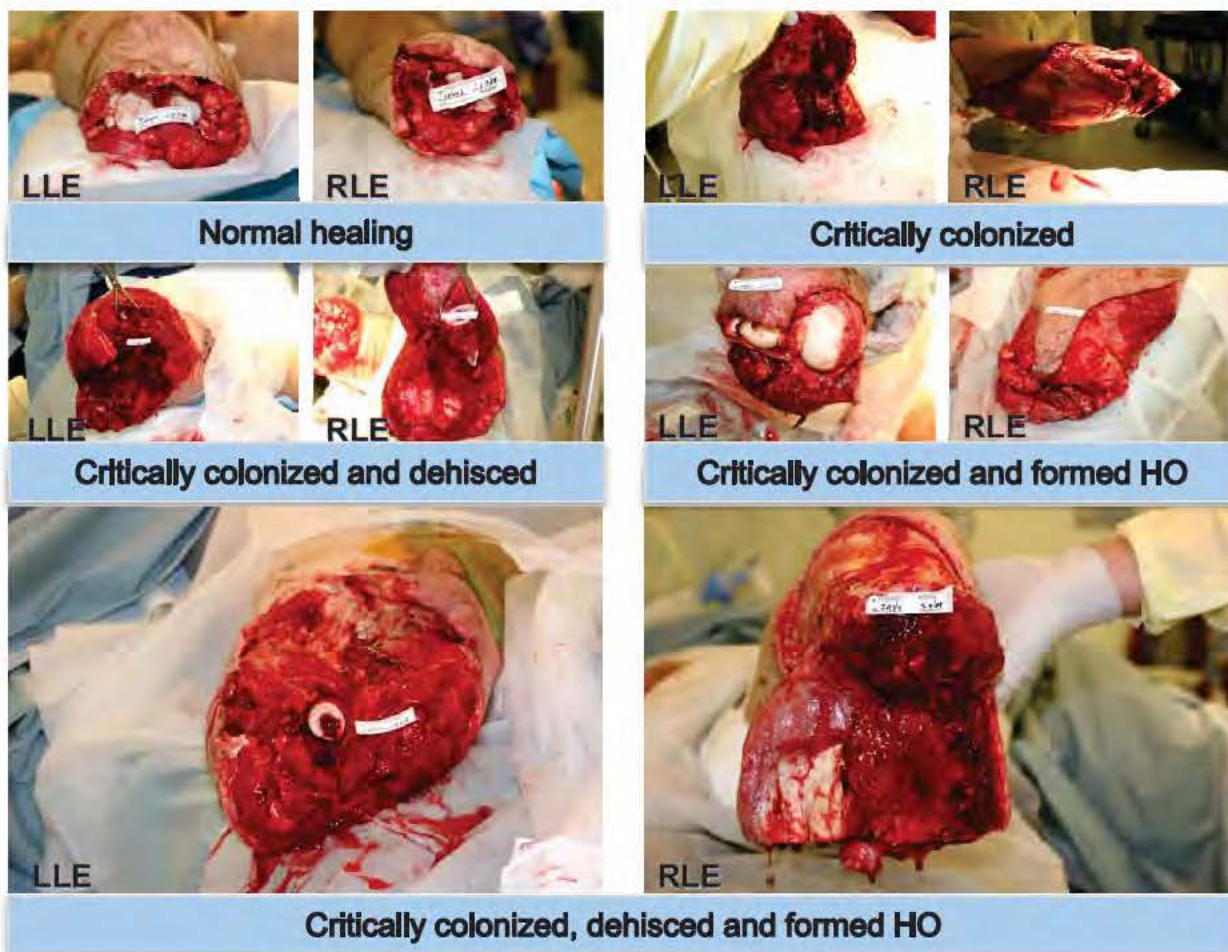 LLE
RLE
Normal healing
LLE
RLE
Critically colonized
LLE
RLE
Critically colonized and dehisced
LLE
RLE
Critically colonized and formed HO
LLE
RLE
Critically colonized, dehisced and formed HO